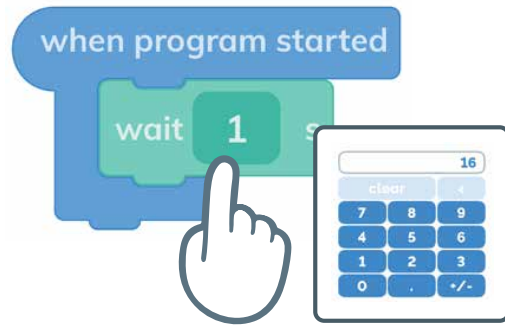 when program started
wait 1 s
16
clear <
7 8 9
4 5 6
1 2 3
0 . +/-